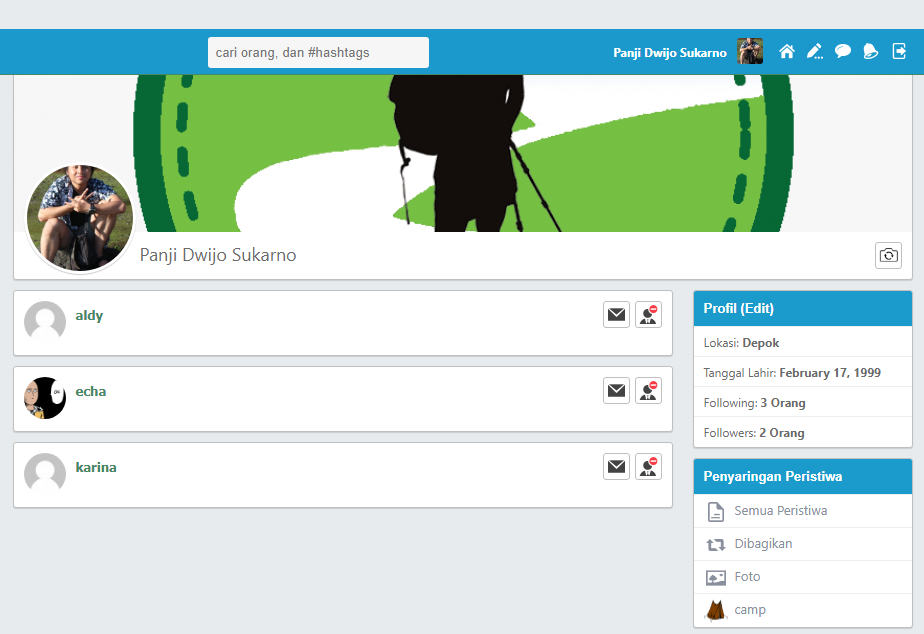 cari orang, dan #hashtags
Panji Dwijo Sukarno
Panji Dwijo Sukarno
aldy
echa
karina
Profil (Edit)
Lokasi: Depok
Tanggal Lahir: February 17, 1999
Following: 3 Orang
Followers: 2 Orang
Penyaringan Peristiwa
Semua Peristiwa
Dibagikan
Foto
camp